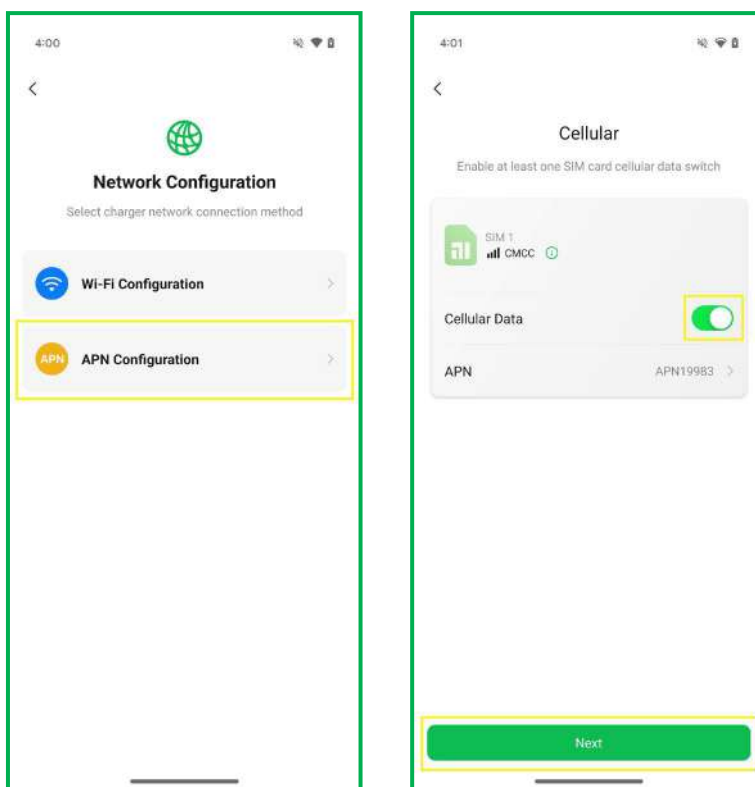 4:00
Network Configuration
Select charger network connection method
Wi-Fi Configuration
APN
APN Configuration
4:01
Cellular
Enable at least one SIM card cellular data switch
SIM 1
CMCC
Cellular Data
APN
APN19983
Next